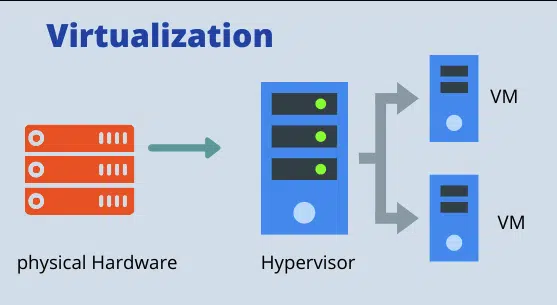 Virtualization
VM
VM
physical Hardware
Hypervisor